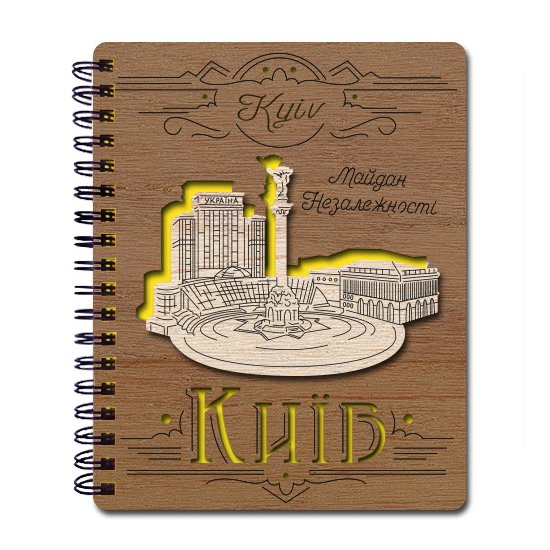 Kyiv
Майдан
Незалежності
УКРАЇНА
Київ